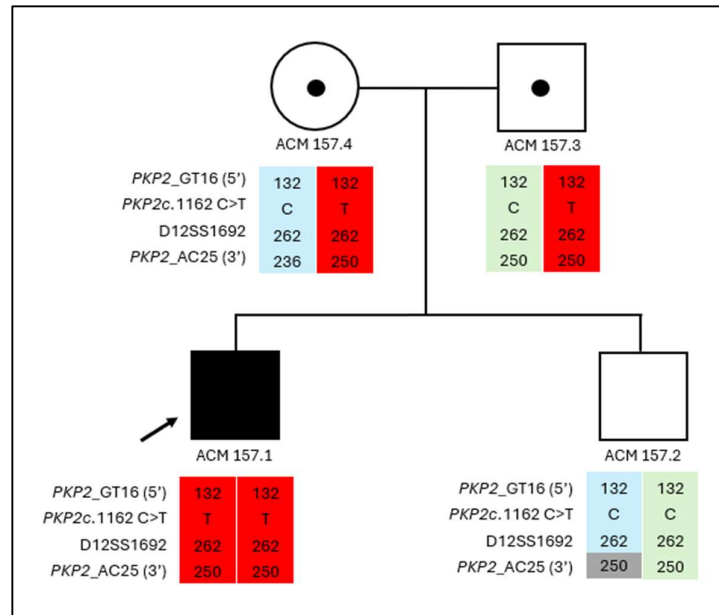 ACM 157.4 ACM 157.3
PKP2_GT16 (5’) 132 132 132 132
PKP2c.1162 C>T C T C T
D12SS1692 262 262 262 262
PKP2_AC25 (3’) 236 250 250 250
ACM 157.1 ACM 157.2
PKP2_GT16 (5’) 132 132 PKP2_GT16 (5’) 132 132
PKP2c.1162 C>T T T PKP2c.1162 C>T C C
D12SS1692 262 262 D12SS1692 262 262
PKP2_AC25 (3’) 250 250 PKP2_AC25 (3’) 250 250